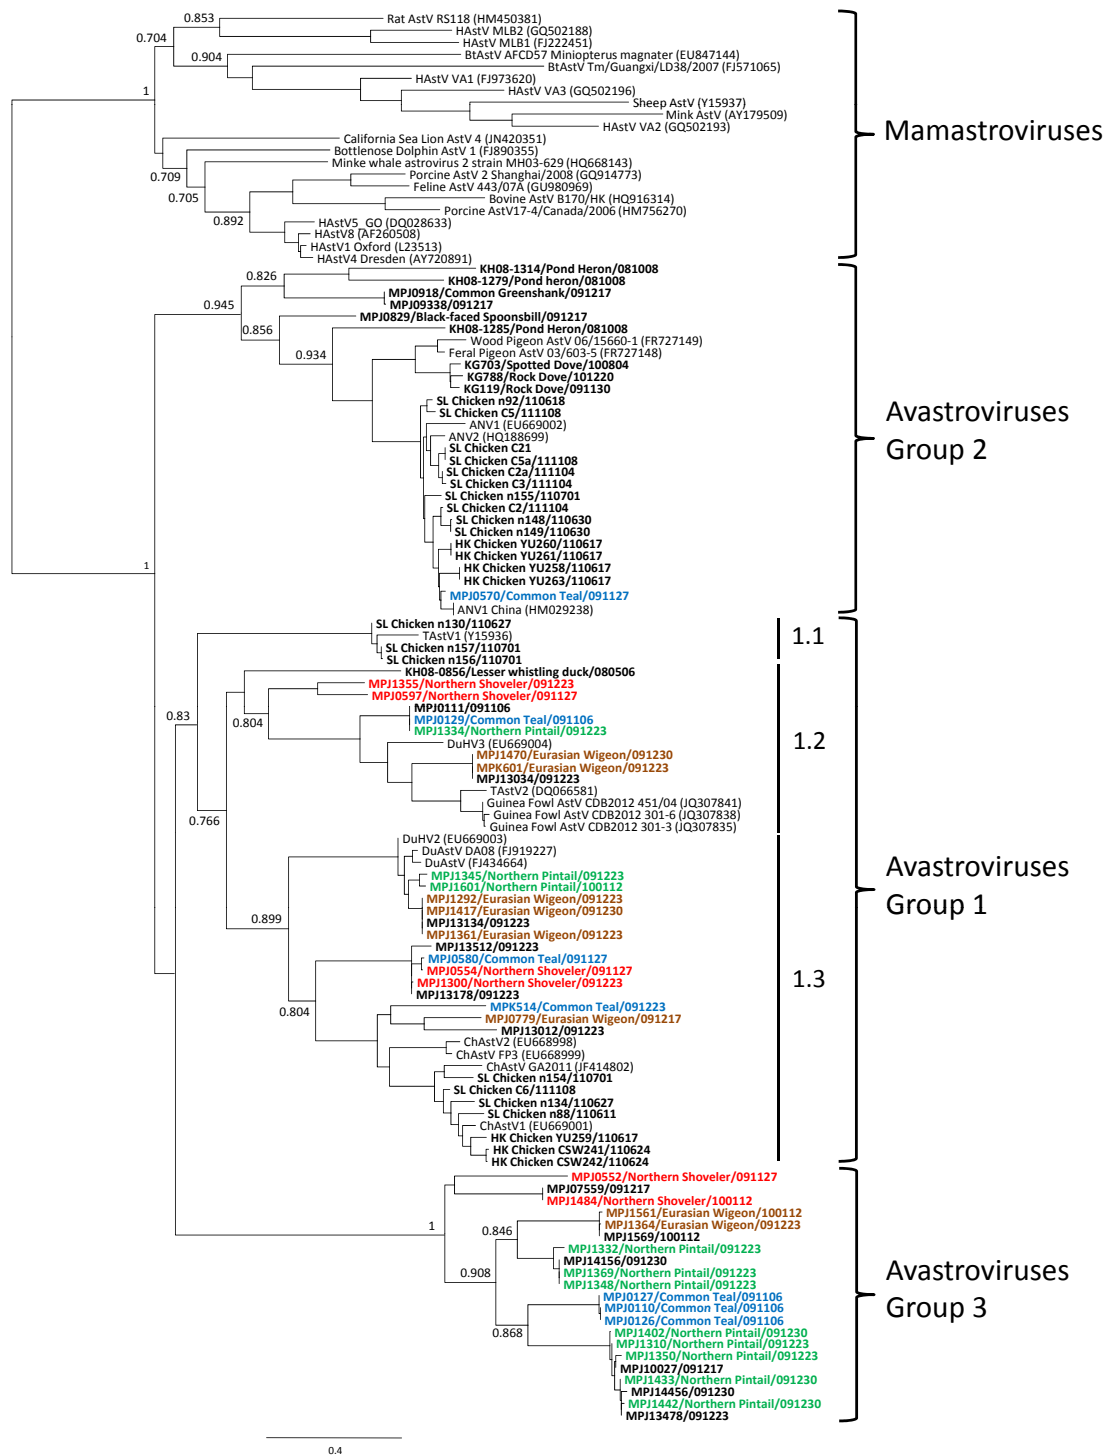 0.853
Rat AstV RS118 (HM450381)
HAstV MLB2 (GQ502188)
0.704
HAstV MLB1 (FJ222451)
BtAstV AFCD57 Miniopterus magnater (EU847144)
0.904
BtAstV Tm/Guangxi/LD38/2007 (FJ571065)
HAstV VA1 (FJ973620)
1
HAstV VA3 (GQ502196)
Sheep AstV (Y15937)
Mink AstV (AY179509)
HAstV VA2 (GQ502193)
Mamastroviruses
California Sea Lion AstV 4 (JN420351)
Bottlenose Dolphin AstV 1 (FJ890355)
Minke whale astrovirus 2 strain MH03-629 (HQ668143)
0.709
Porcine AstV 2 Shanghai/2008 (GQ914773)
Feline AstV 443/07A (GU980969)
0.705
Bovine AstV B170/HK (HQ916314)
Porcine AstV17-4/Canada/2006 (HM756270)
0.892
HAstV5_GO (DQ028633)
HAstV8 (AF260508)
HAstV1 Oxford (L23513)
HAstV4 Dresden (AY720891)
KH08-1314/Pond Heron/081008
0.826
KH08-1279/Pond heron/081008
MPJ0918/Common Greenshank/091217
0.945
MPJ09338/091217
MPJ0829/Black-faced Spoonsbill/091217
0.856
KH08-1285/Pond Heron/081008
Wood Pigeon AstV 06/15660-1 (FR727149)
0.934
Feral Pigeon AstV 03/603-5 (FR727148)
KG703/Spotted Dove/100804
KG788/Rock Dove/101220
KG119/Rock Dove/091130
SL Chicken n92/110618
SL Chicken C5/111108
ANV1 (EU669002)
ANV2 (HQ188699)
Avastroviruses
Group 2
SL Chicken C21
SL Chicken C5a/111108
SL Chicken C2a/111104
SL Chicken C3/111104
SL Chicken n155/110701
SL Chicken C2/111104
SL Chicken n148/110630
SL Chicken n149/110630
HK Chicken YU260/110617
HK Chicken YU261/110617
HK Chicken YU258/110617
1
HK Chicken YU263/110617
MPJ0570/Common Teal/091127
ANV1 China (HM029238)
SL Chicken n130/110627
TAstV1 (Y15936)
1.1
SL Chicken n157/110701
SL Chicken n156/110701
KH08-0856/Lesser whistling duck/080506
MPJ1355/Northern Shoveler/091223
MPJ0597/Northern Shoveler/091127
MPJ0111/091106
0.83
0.804
MPJ0129/Common Teal/091106
MPJ1334/Northern Pintail/091223
DuHV3 (EU669004)
1.2
MPJ1470/Eurasian Wigeon/091230
MPK601/Eurasian Wigeon/091223
MPJ13034/091223
TAstV2 (DQ066581)
Guinea Fowl AstV CDB2012 451/04 (JQ307841)
Guinea Fowl AstV CDB2012 301-6 (JQ307838)
0.766
Guinea Fowl AstV CDB2012 301-3 (JQ307835)
DuHV2 (EU669003)
DuAstV DA08 (FJ919227)
DuAstV (FJ434664)
MPJ1345/Northern Pintail/091223
MPJ1601/Northern Pintail/100112
Avastroviruses
Group 1
MPJ1292/Eurasian Wigeon/091223
MPJ1417/Eurasian Wigeon/091230
0.899
MPJ13134/091223
MPJ1361/Eurasian Wigeon/091223
MPJ13512/091223
1.3
MPJ0580/Common Teal/091127
MPJ0554/Northern Shoveler/091127
MPJ1300/Northern Shoveler/091223
MPJ13178/091223
0.804
MPK514/Common Teal/091223
MPJ0779/Eurasian Wigeon/091217
MPJ13012/091223
ChAstV2 (EU668998)
ChAstV FP3 (EU668999)
ChAstV GA2011 (JF414802)
SL Chicken n154/110701
SL Chicken C6/111108
SL Chicken n134/110627
SL Chicken n88/110611
ChAstV1 (EU669001)
HK Chicken YU259/110617
HK Chicken CSW241/110624
HK Chicken CSW242/110624
MPJ0552/Northern Shoveler/091127
MPJ07559/091217
MPJ1484/Northern Shoveler/100112
MPJ1561/Eurasian Wigeon/100112
1
MPJ1364/Eurasian Wigeon/091223
0.846
MPJ1569/100112
MPJ1332/Northern Pintail/091223
MPJ14156/091230
0.908
MPJ1369/Northern Pintail/091223
MPJ1348/Northern Pintail/091223
Avastroviruses
Group 3
MPJ0127/Common Teal/091106
MPJ0110/Common Teal/091106
MPJ0126/Common Teal/091106
0.868
MPJ1402/Northern Pintail/091230
MPJ1310/Northern Pintail/091223
MPJ1350/Northern Pintail/091223
MPJ10027/091217
MPJ1433/Northern Pintail/091230
MPJ14456/091230
MPJ1442/Northern Pintail/091230
MPJ13478/091223
0.4